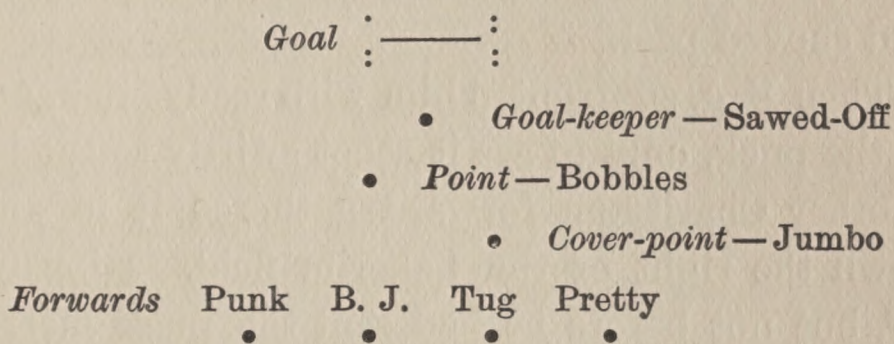 Goal
Goal-keeper — Sawed-Off
Point — Bobbles
Cover-point — Jumbo
Forwards Punk B. J. Tug Pretty